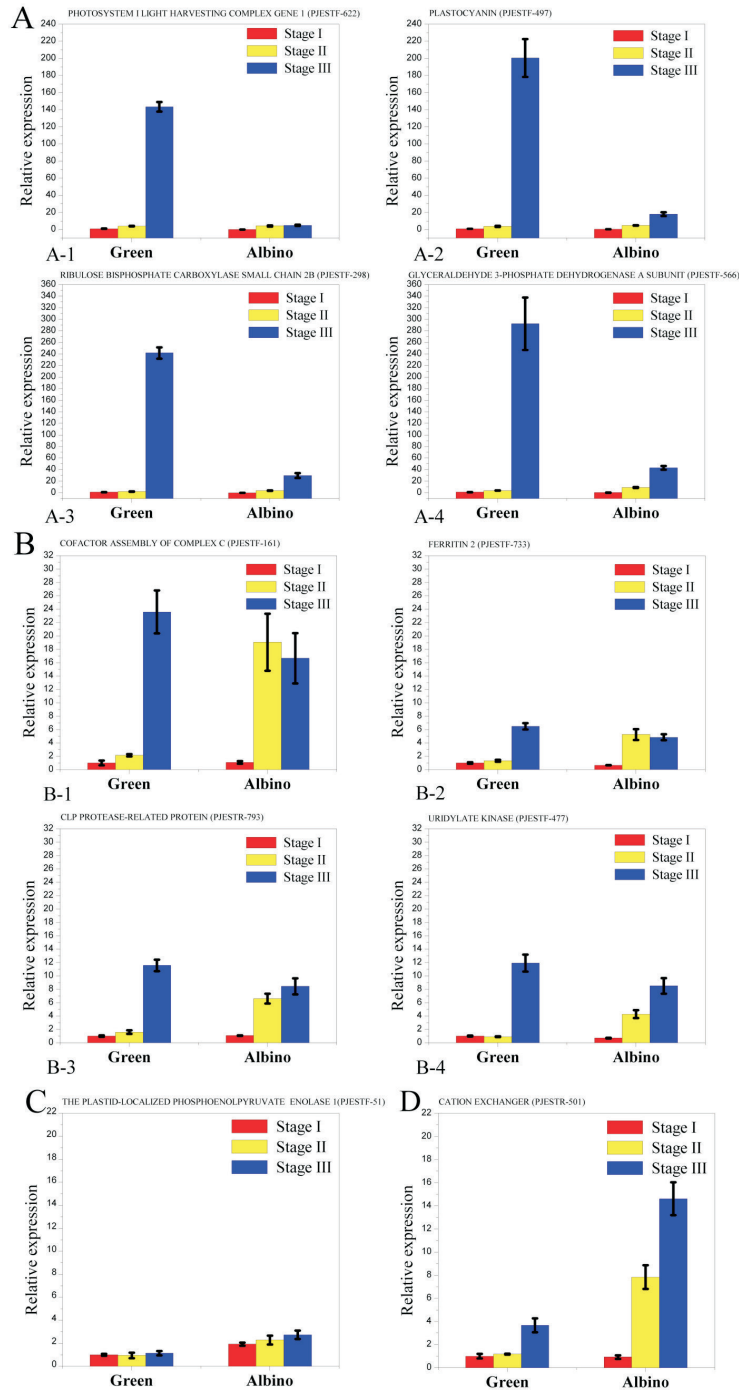 A
PHOTOSYSTEM I LIGHT HARVESTING COMPLEX GENE 1 (PJESTF-622)
Relative expression
240
220
200
180
160
140
120
100
80
60
40
20
0
Stage I
Stage II
Stage III
Green
Albino
A-1
PLASTOCYANIN (PJESTF-497)
Relative expression
240
220
200
180
160
140
120
100
80
60
40
20
0
Stage I
Stage II
Stage III
Green
Albino
A-2
RIBULOSE BISPHOSPHATE CARBOXYLASE SMALL CHAIN 2B (PJESTF-298)
Relative expression
360
340
320
300
280
260
240
220
200
180
160
140
120
100
80
60
40
20
0
Stage I
Stage II
Stage III
Green
Albino
A-3
GLYCERALDEHYDE 3-PHOSPHATE DEHYDROGENASE A SUBUNIT (PJESTF-566)
Relative expression
360
340
320
300
280
260
240
220
200
180
160
140
120
100
80
60
40
20
0
Stage I
Stage II
Stage III
Green
Albino
A-4
B
COFACTOR ASSEMBLY OF COMPLEX C (PJESTF-161)
Relative expression
32
30
28
26
24
22
20
18
16
14
12
10
8
6
4
2
0
Stage I
Stage II
Stage III
Green
Albino
B-1
FERRITIN 2 (PJESTF-733)
Relative expression
32
30
28
26
24
22
20
18
16
14
12
10
8
6
4
2
0
Stage I
Stage II
Stage III
Green
Albino
B-2
CLP PROTEASE-RELATED PROTEIN (PJESTR-793)
Relative expression
32
30
28
26
24
22
20
18
16
14
12
10
8
6
4
2
0
Stage I
Stage II
Stage III
Green
Albino
B-3
URIDYLATE KINASE (PJESTF-477)
Relative expression
32
30
28
26
24
22
20
18
16
14
12
10
8
6
4
2
0
Stage I
Stage II
Stage III
Green
Albino
B-4
C
THE PLASTID-LOCALIZED PHOSPHOENOLPYRUVATE ENOLASE 1(PJESTF-51)
Relative expression
22
20
18
16
14
12
10
8
6
4
2
0
Stage I
Stage II
Stage III
Green
Albino
D
CATION EXCHANGER (PJESTR-501)
Relative expression
22
20
18
16
14
12
10
8
6
4
2
0
Stage I
Stage II
Stage III
Green
Albino